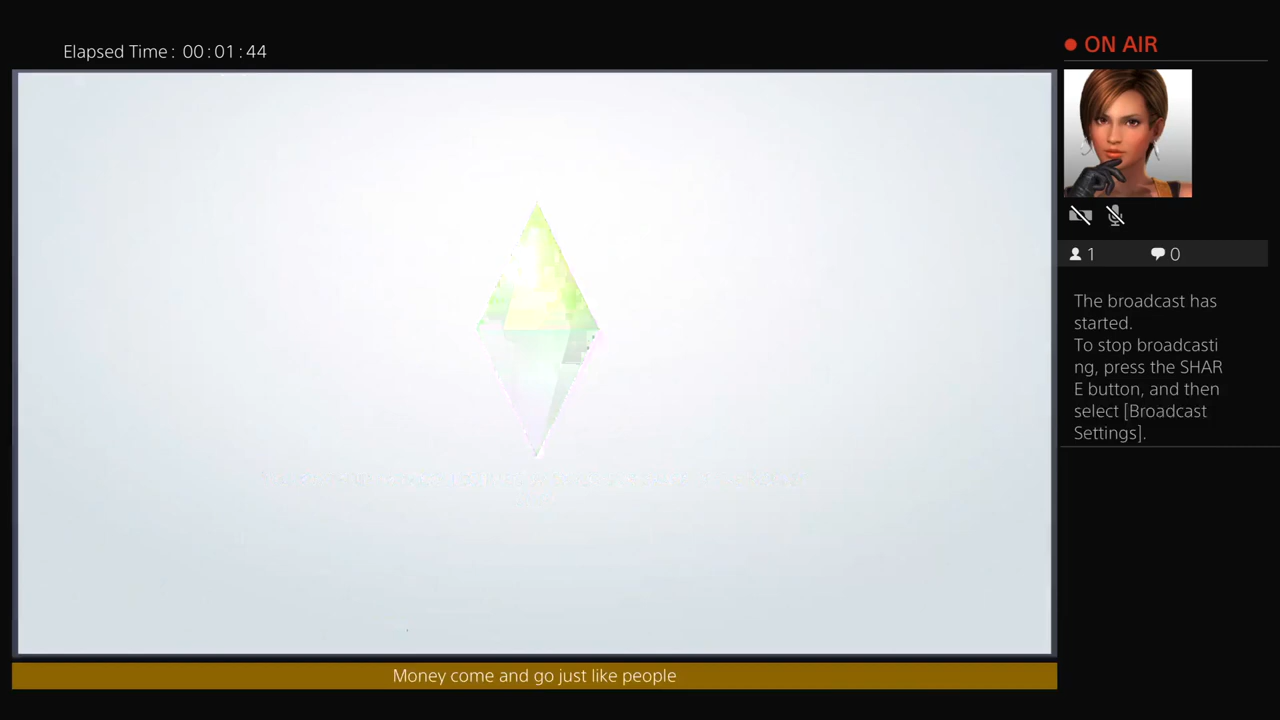 Elapsed Time: 00:01:44
ON AIR
1
0
The broadcast has
started.
To stop broadcasti
ng, press the SHAR
E button, and then
select [Broadcast
Settings].
Money come and go just like people